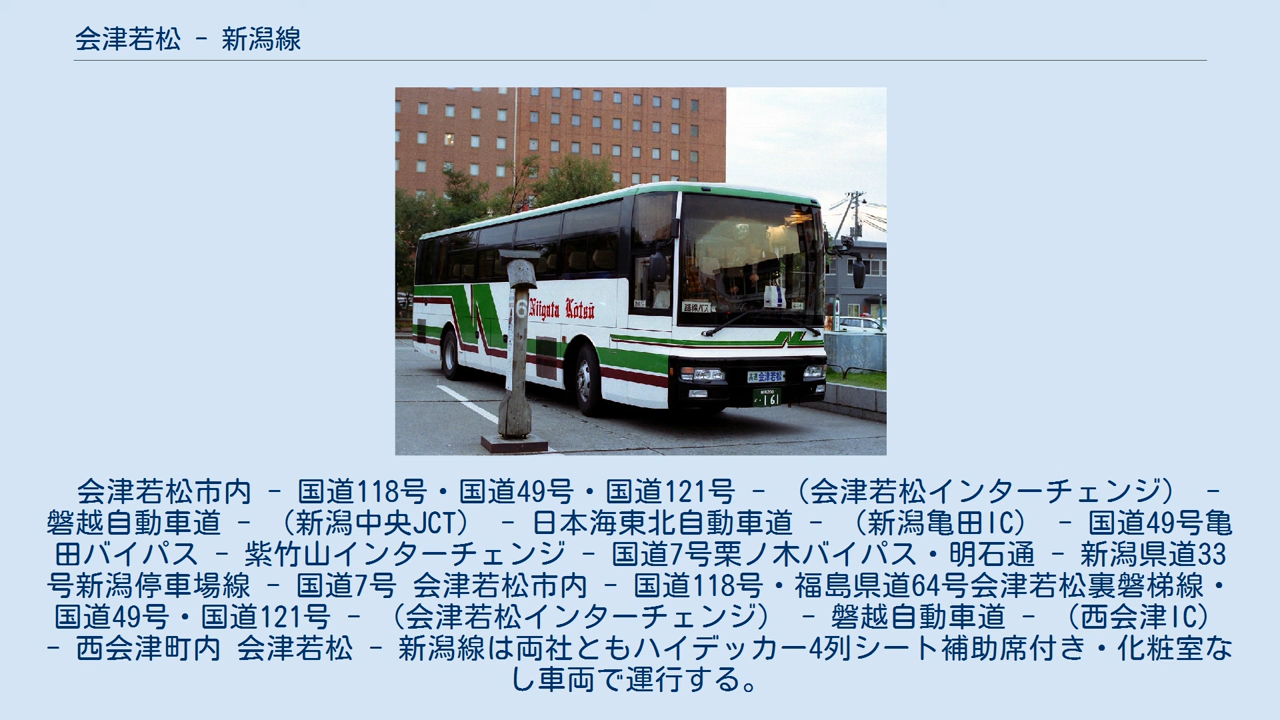 会津若松 - 新潟線
6
Niigata Kōtsū
路線バス
高速 会津若松
・161
会津若松市内 - 国道118号・国道49号・国道121号 - （会津若松インターチェンジ） -
磐越自動車道 - （新潟中央JCT） - 日本海東北自動車道 - （新潟亀田IC） - 国道49号亀
田バイパス - 紫竹山インターチェンジ - 国道7号栗ノ木バイパス・明石通 - 新潟県道33
号新潟停車場線 - 国道7号 会津若松市内 - 国道118号・福島県道64号会津若松裏磐梯線・
国道49号・国道121号 - （会津若松インターチェンジ） - 磐越自動車道 - （西会津IC）
- 西会津町内 会津若松 - 新潟線は両社ともハイデッカー4列シート補助席付き・化粧室な
し車両で運行する。